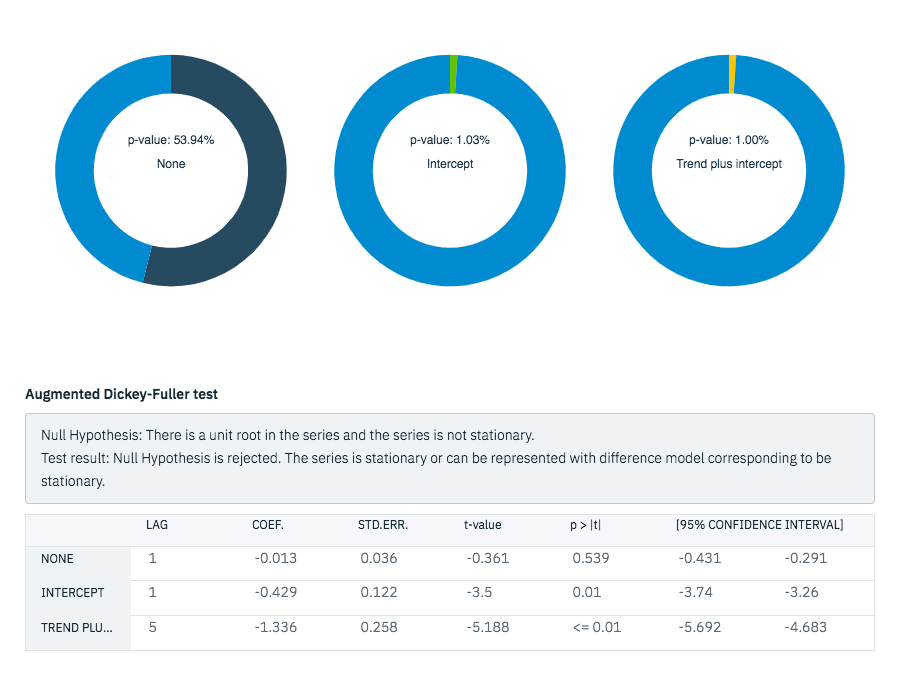 p-value: 53.94%
None
p-value: 1.03%
Intercept
p-value: 1.00%
Trend plus intercept
Augmented Dickey-Fuller test
Null Hypothesis: There is a unit root in the series and the series is not stationary.
Test result: Null Hypothesis is rejected. The series is stationary or can be represented with difference model corresponding to be
stationary.
LAG COEF. STD.ERR. t-value p > |t| [95% CONFIDENCE INTERVAL]
NONE 1 -0.013 0.036 -0.361 0.539 -0.431 -0.291
INTERCEPT 1 -0.429 0.122 -3.5 0.01 -3.74 -3.26
TREND PLU... 5 -1.336 0.258 -5.188 <= 0.01 -5.692 -4.683